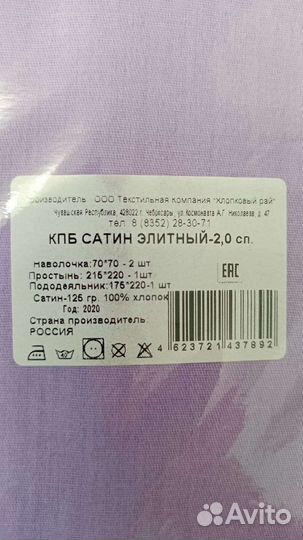 Производитель: ООО Текстильная Компания "Хлопковый рай"
Чувашская Республика, 428022 г. Чебоксары, ул.Космонавта А.Г. Николаева, д. 47
тел. 8 (8352) 28-30-71
КПБ САТИН ЭЛИТНЫЙ-2,0 сп.
Наволочка:70*70 - 2 шт.
Простынь: 215*220 - 1шт
Пододеяльник:175*220-1 шт
Сатин-125 гр. 100% хлопок
Год: 2020
Страна производитель:
РОССИЯ
ЕАС
4 623721 437892
Avito